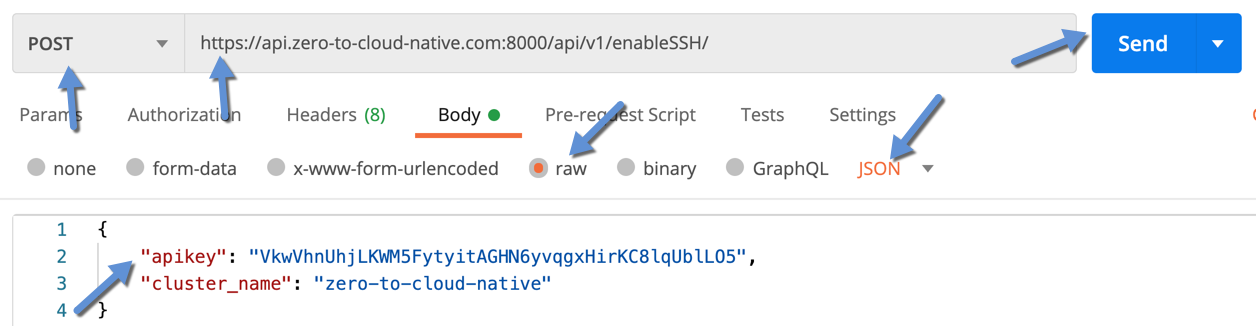 POST https://api.zero-to-cloud-native.com:8000/api/v1/enableSSH/ Send
Params Authorization Headers (8) Body Pre-request Script Tests Settings
none form-data x-www-form-urlencoded raw binary GraphQL JSON
1 {
2 "apikey": "VkwVhnUhjLKWM5FytyitAGHN6yvqgxHirKC8lqUblLO5",
3 "cluster_name": "zero-to-cloud-native"
4 }